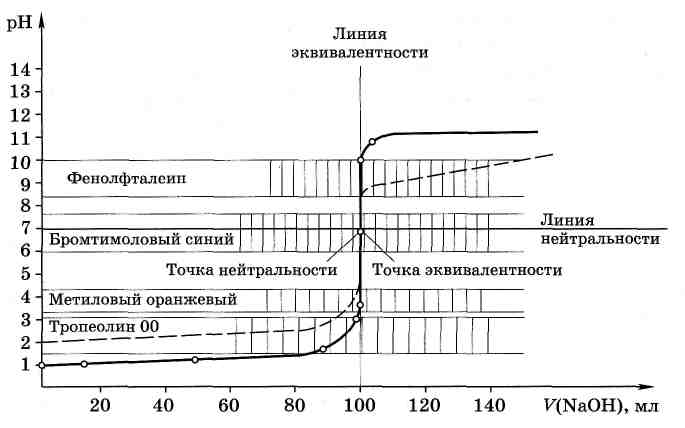 pH
Линия
эквивалентности
14
13
12
11
10
9
8
7
6
5
4
3
2
1
Фенолфталеин
Бромтимоловый синий
Линия
нейтральности
Точка нейтральности
Точка эквивалентности
Метиловый оранжевый
Тропеолин 00
20
40
60
80
100
120
140
V(NaOH), мл